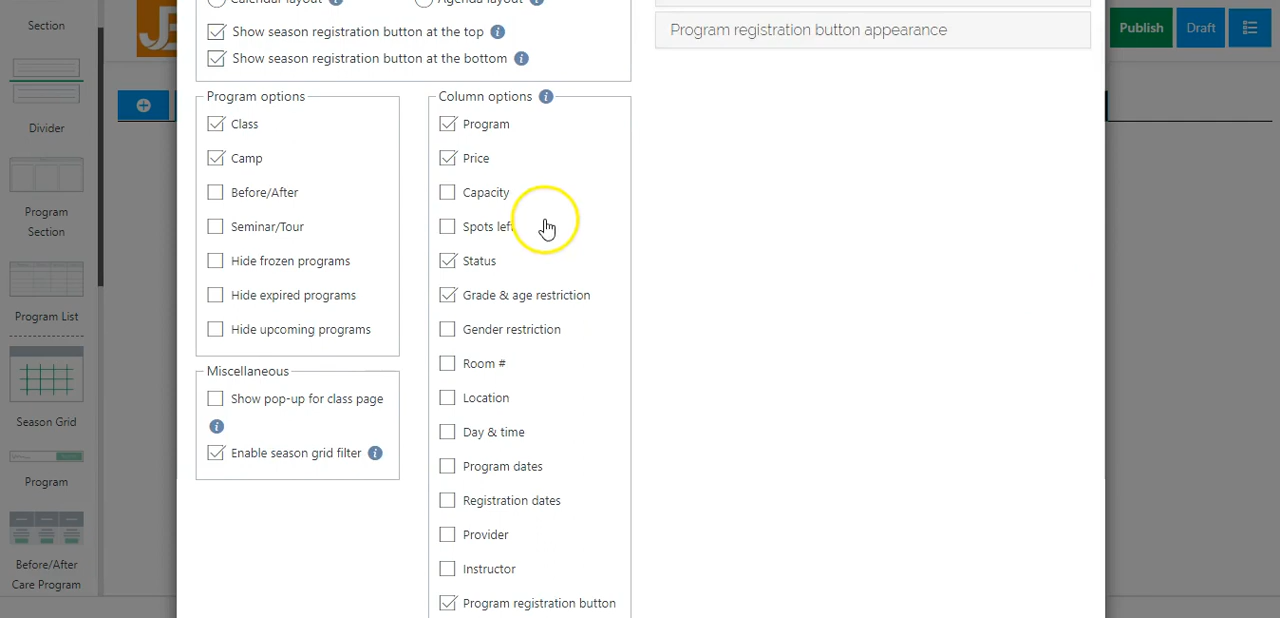 Section
Divider
Program
Section
Program List
Season Grid
Program
Before/After
Care Program
Calendar layout
Agenda layout
Show season registration button at the top
Show season registration button at the bottom
Program options
Class
Camp
Before/After
Seminar/Tour
Hide frozen programs
Hide expired programs
Hide upcoming programs
Miscellaneous
Show pop-up for class page
Enable season grid filter
Column options
Program
Price
Capacity
Spots left
Status
Grade & age restriction
Gender restriction
Room #
Location
Day & time
Program dates
Registration dates
Provider
Instructor
Program registration button
Program registration button appearance
Publish
Draft